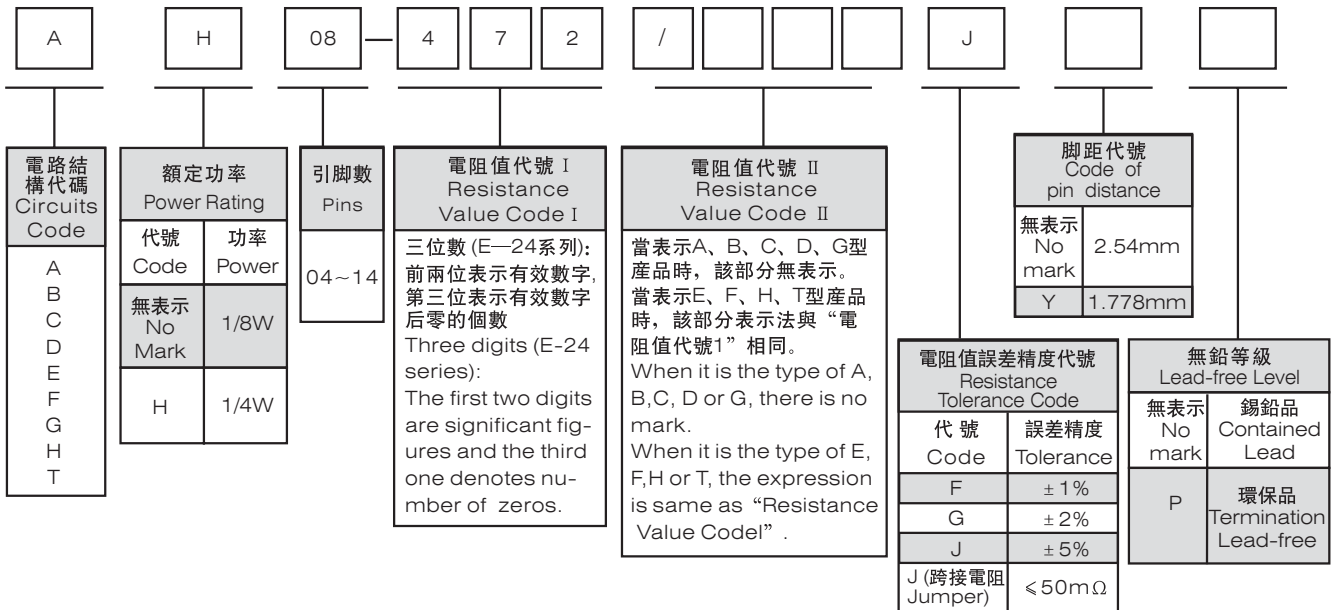 A H 08 — 4 7 2 / J
電路結
構代碼
Circuits
Code
A
B
C
D
E
F
G
H
T
額定功率
Power Rating
代號 功率
Code Power
無表示
No
Mark
1/8W
H 1/4W
引脚數
Pins
04~14
電阻值代號 I
Resistance
Value Code I
三位數 (E—24系列):
前兩位表示有效數字,
第三位表示有效數字
后零的個數
Three digits (E-24
series):
The first two digits
are significant fig-
ures and the third
one denotes nu-
mber of zeros.
電阻值代號 II
Resistance
Value Code II
當表示A、B、C、D、G型
産品時，該部分無表示。
當表示E、F、H、T型産品
時，該部分表示法與“電
阻值代號1”相同。
When it is the type of A,
B,C, D or G, there is no
mark.
When it is the type of E,
F,H or T, the expression
is same as “Resistance
Value Codel” .
電阻值誤差精度代號
Resistance
Tolerance Code
代 號 誤差精度
Code Tolerance
F ±1%
G ±2%
J ±5%
J (跨接電阻
Jumper)
≤50mΩ
脚距代號
Code of
pin distance
無表示
No
mark
2.54mm
Y 1.778mm
無鉛等級
Lead-free Level
無表示
No
mark
錫鉛品
Contained
Lead
P
環保品
Termination
Lead-free